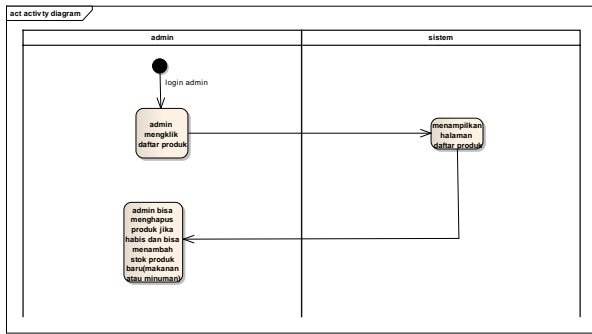 act activty diagram
admin
sistem
login admin
admin
mengklik
daftar produk
menampilkan
halaman
daftar produk
admin bisa
menghapus
produk jika
habis dan bisa
menambah
stok produk
baru(makanan
atau minuman)